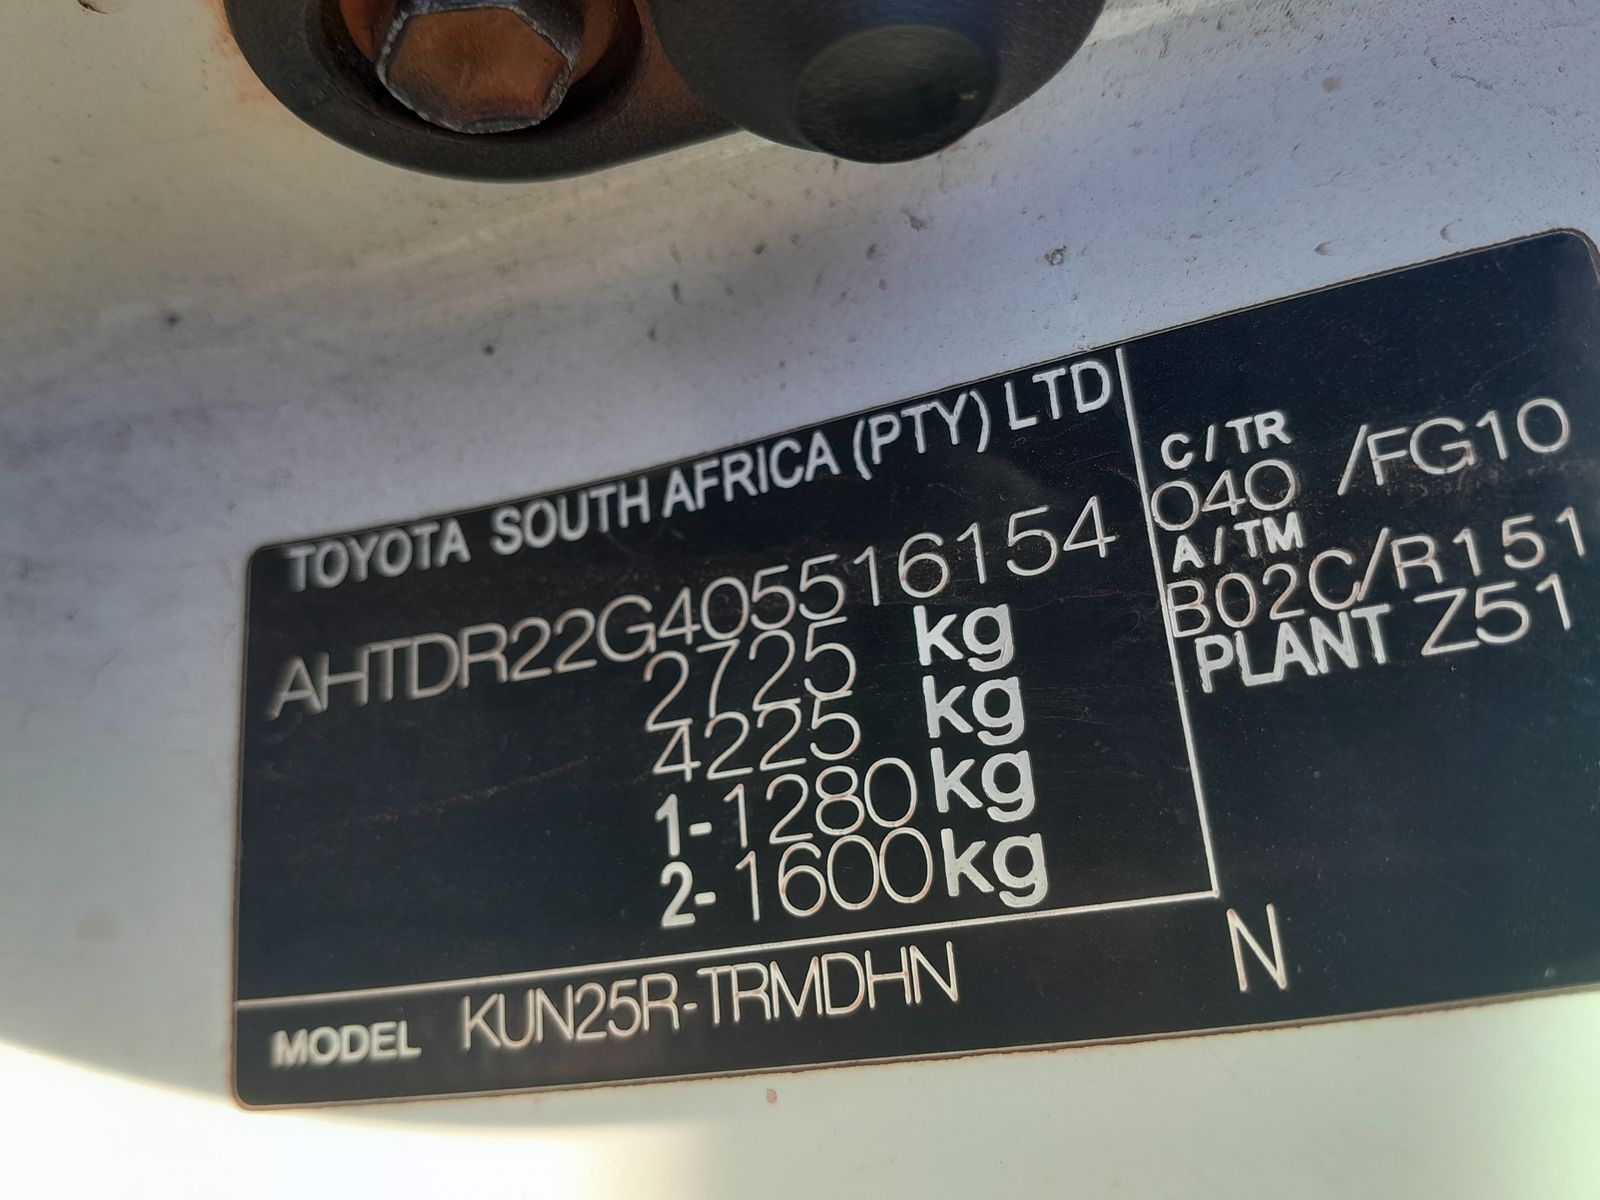 TOYOTA SOUTH AFRICA (PTY) LTD
AHTDR22G405516154
2725 kg
4225 kg
1-1280 kg
2-1600 kg
MODEL KUN25R-TRMDHN
C/TR
040 /FG10
A/TM
B02C/R151
PLANT Z51
N